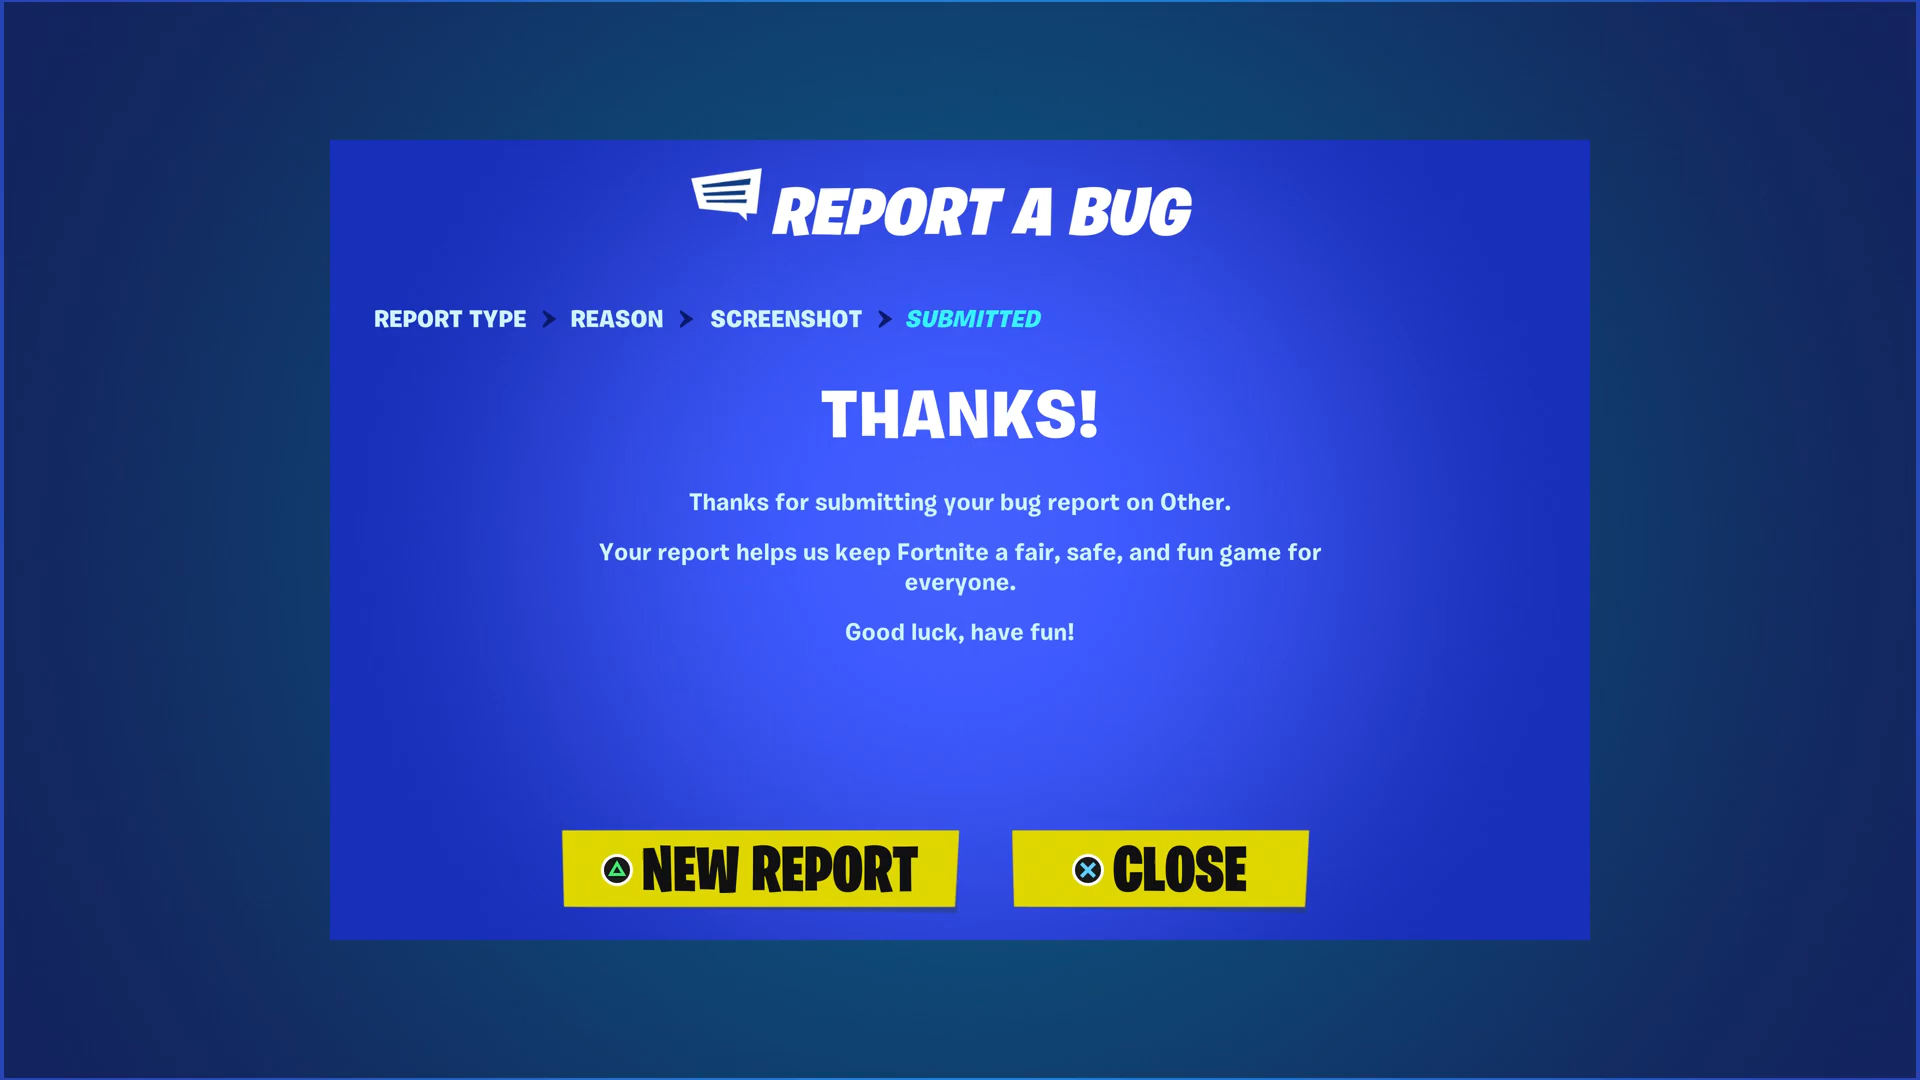 REPORT A BUG
REPORT TYPE > REASON > SCREENSHOT > SUBMITTED
THANKS!
Thanks for submitting your bug report on Other.
Your report helps us keep Fortnite a fair, safe, and fun game for
everyone.
Good luck, have fun!
NEW REPORT
CLOSE